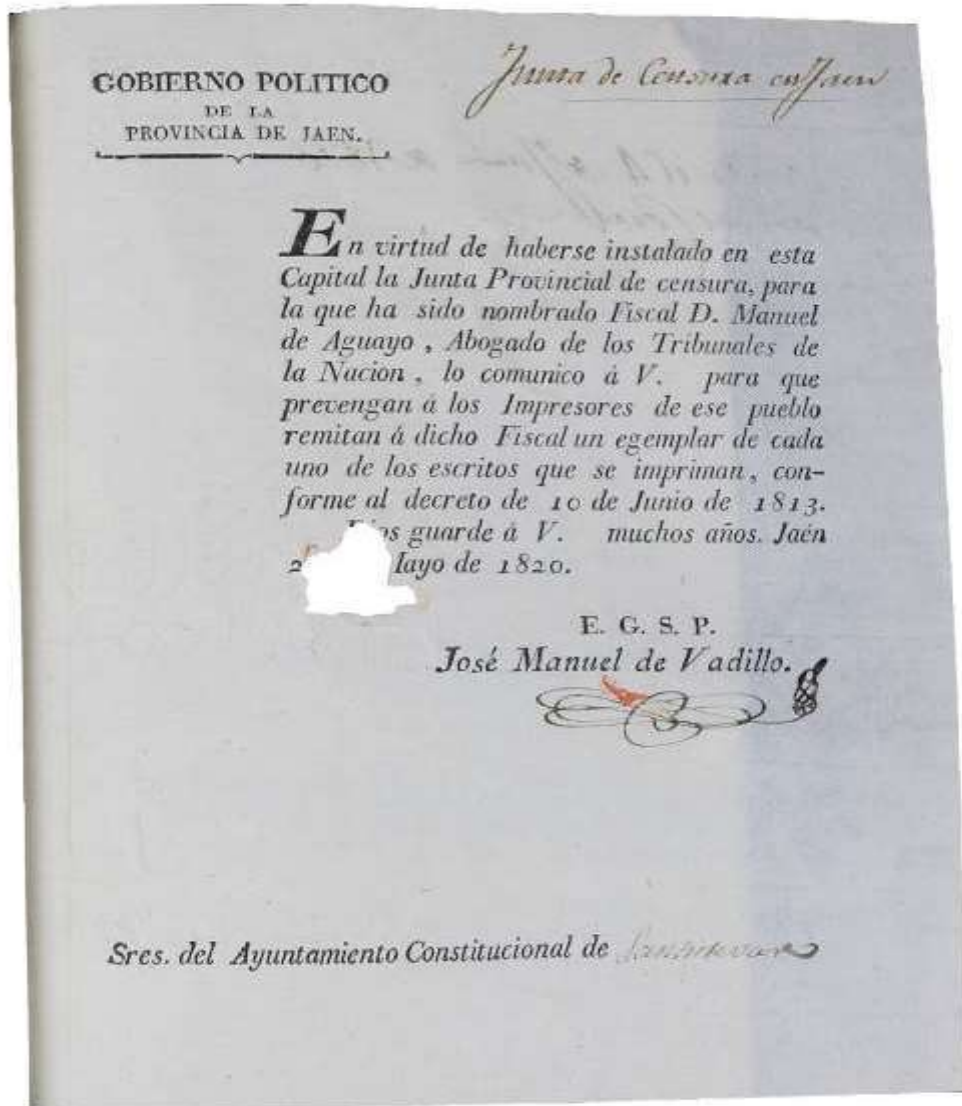 GOBIERNO POLITICO
DE LA
PROVINCIA DE JAEN.
Junta de Censura en Jaen
En virtud de haberse instalado en esta
Capital la Junta Provincial de censura, para
la que ha sido nombrado Fiscal D. Manuel
de Aguayo, Abogado de los Tribunales de
la Nacion, lo comunico á V. para que
prevengan á los Impresores de ese pueblo
remitan á dicho Fiscal un egemplar de cada
uno de los escritos que se impriman, con-
forme al decreto de 10 de Junio de 1813.
os guarde á V. muchos años. Jaén
2 ayo de 1820.
E. G. S. P.
José Manuel de Vadillo.
Sres. del Ayuntamiento Constitucional de